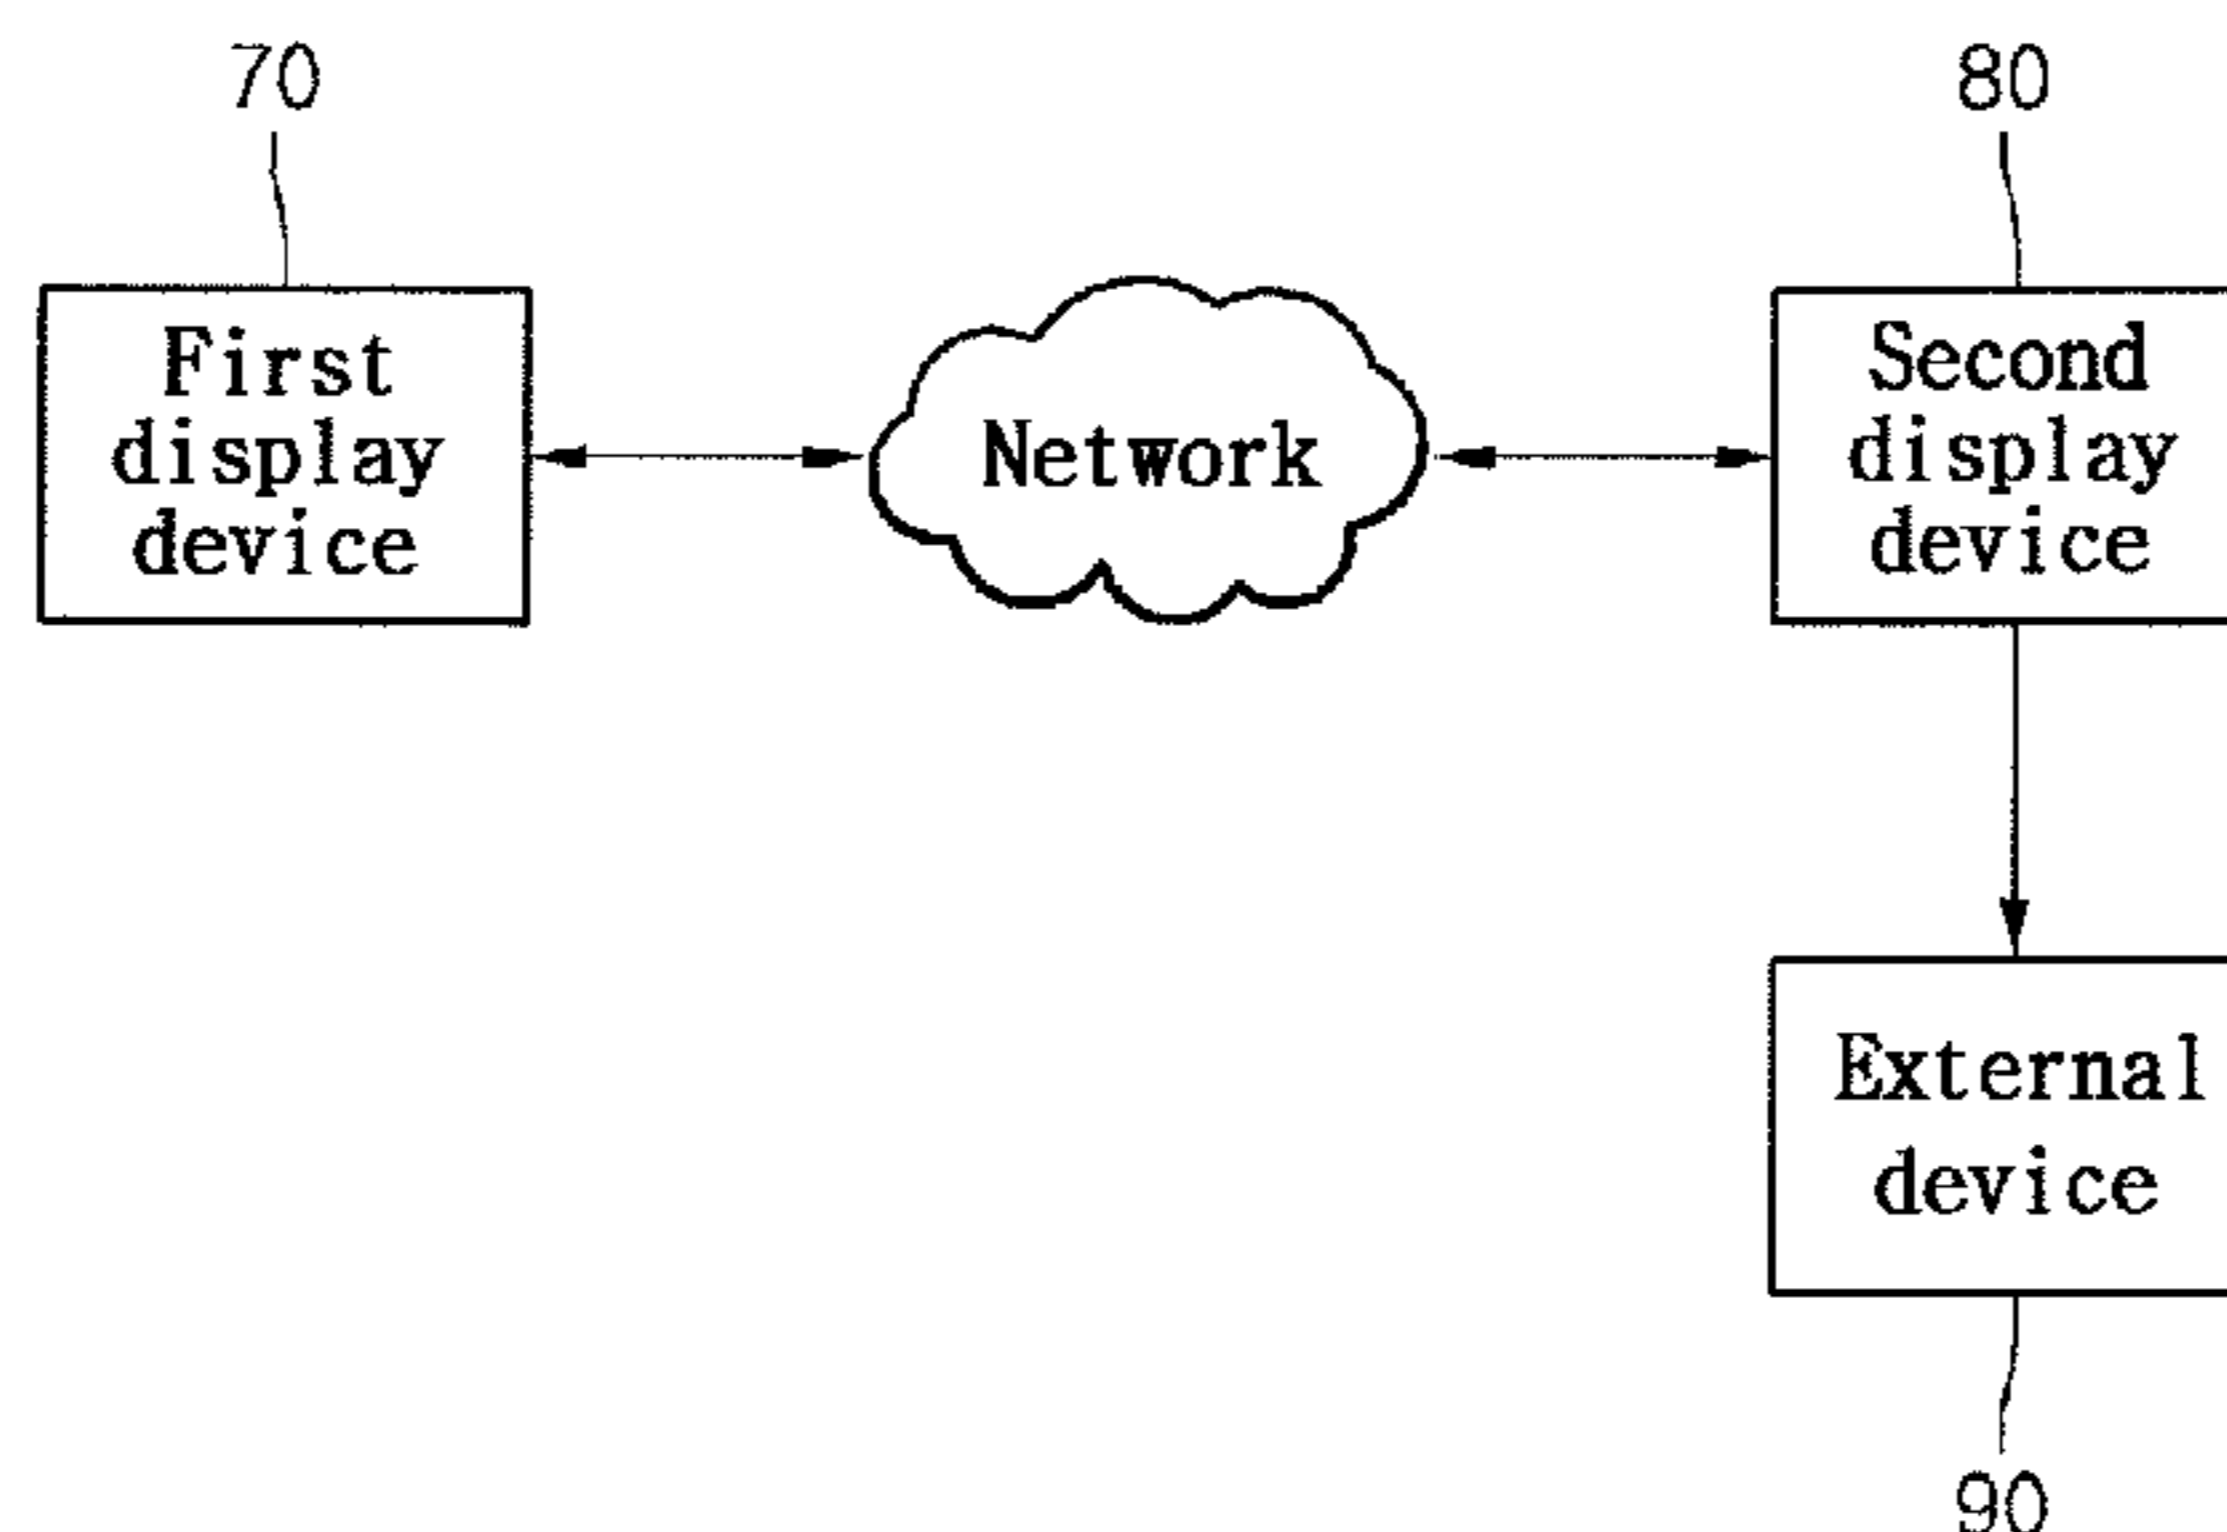 70
80
First
display
device
Network
Second
display
device
External
device
90